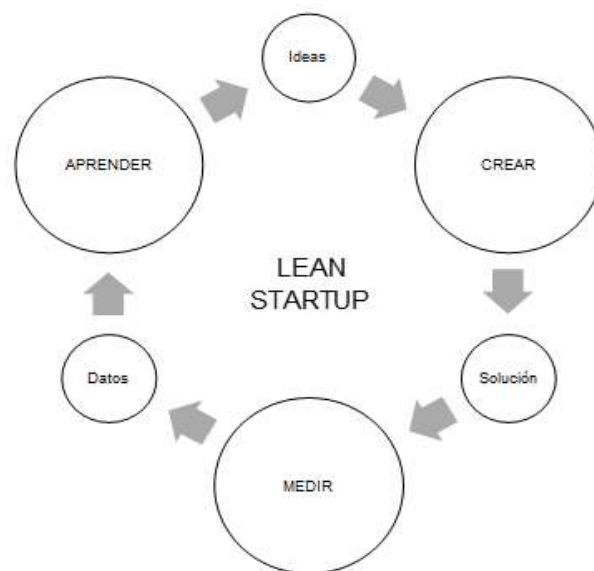 Ideas
APRENDER
CREAR
LEAN
STARTUP
Datos
Solución
MEDIR